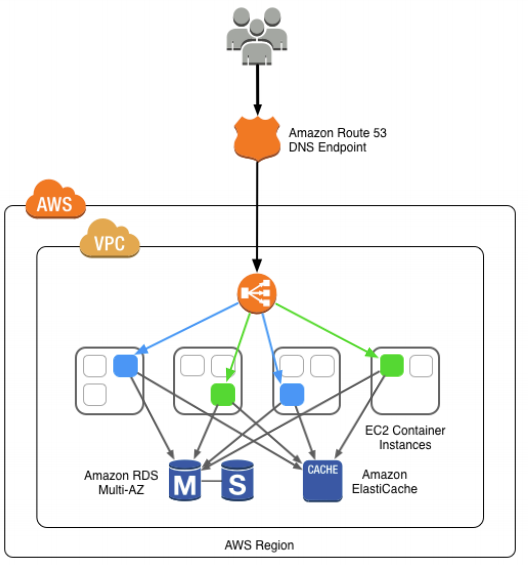 Amazon Route 53
DNS Endpoint
AWS
VPC
EC2 Container
Instances
Amazon RDS
Multi-AZ
M
S
CACHE
Amazon
ElastiCache
AWS Region